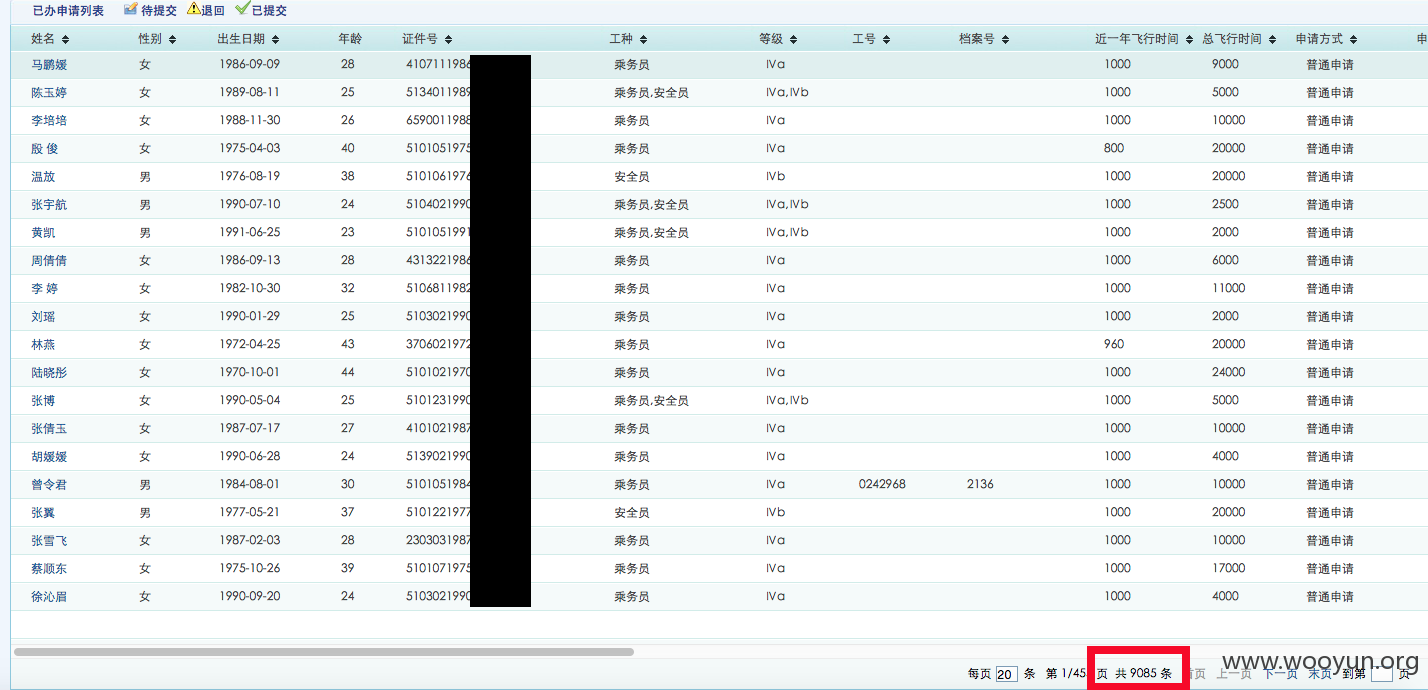 已办申请列表 待提交 退回 已提交
姓名 性别 出生日期 年龄 证件号 工种 等级 工号 档案号 近一年飞行时间 总飞行时间 申请方式 申
马鹏媛 女 1986-09-09 28 4107111986 乘务员 IVa 1000 9000 普通申请
陈玉婷 女 1989-08-11 25 5134011989 乘务员,安全员 IVa,IVb 1000 5000 普通申请
李培培 女 1988-11-30 26 6590011988 乘务员 IVa 1000 10000 普通申请
殷 俊 女 1975-04-03 40 5101051975 乘务员 IVa 800 20000 普通申请
温放 男 1976-08-19 38 5101061976 安全员 IVb 1000 20000 普通申请
张宇航 男 1990-07-10 24 5104021990 乘务员,安全员 IVa,IVb 1000 2500 普通申请
黄凯 男 1991-06-25 23 5101051991 乘务员,安全员 IVa,IVb 1000 2000 普通申请
周倩倩 女 1986-09-13 28 4313221986 乘务员 IVa 1000 6000 普通申请
李 婷 女 1982-10-30 32 5106811982 乘务员 IVa 1000 11000 普通申请
刘瑶 女 1990-01-29 25 5103021990 乘务员 IVa 1000 2000 普通申请
林燕 女 1972-04-25 43 3706021972 乘务员 IVa 960 20000 普通申请
陆晓彤 女 1970-10-01 44 5101021970 乘务员 IVa 1000 24000 普通申请
张博 女 1990-05-04 25 5101231990 乘务员,安全员 IVa,IVb 1000 5000 普通申请
张倩玉 女 1987-07-17 27 4101021987 乘务员 IVa 1000 10000 普通申请
胡媛媛 女 1990-06-28 24 5139021990 乘务员 IVa 1000 4000 普通申请
曾令君 男 1984-08-01 30 5101051984 乘务员 IVa 0242968 2136 1000 10000 普通申请
张翼 男 1977-05-21 37 5101221977 安全员 IVb 1000 20000 普通申请
张雪飞 女 1987-02-03 28 2303031987 乘务员 IVa 1000 10000 普通申请
蔡顺东 女 1975-10-26 39 5101071975 乘务员 IVa 1000 17000 普通申请
徐沁眉 女 1990-09-20 24 5103021990 乘务员 IVa 1000 4000 普通申请
每页 20 条 第 1/45 页 共 9085 条 首页 上一页 下一页 末页 到第 页
www.wooyun.org